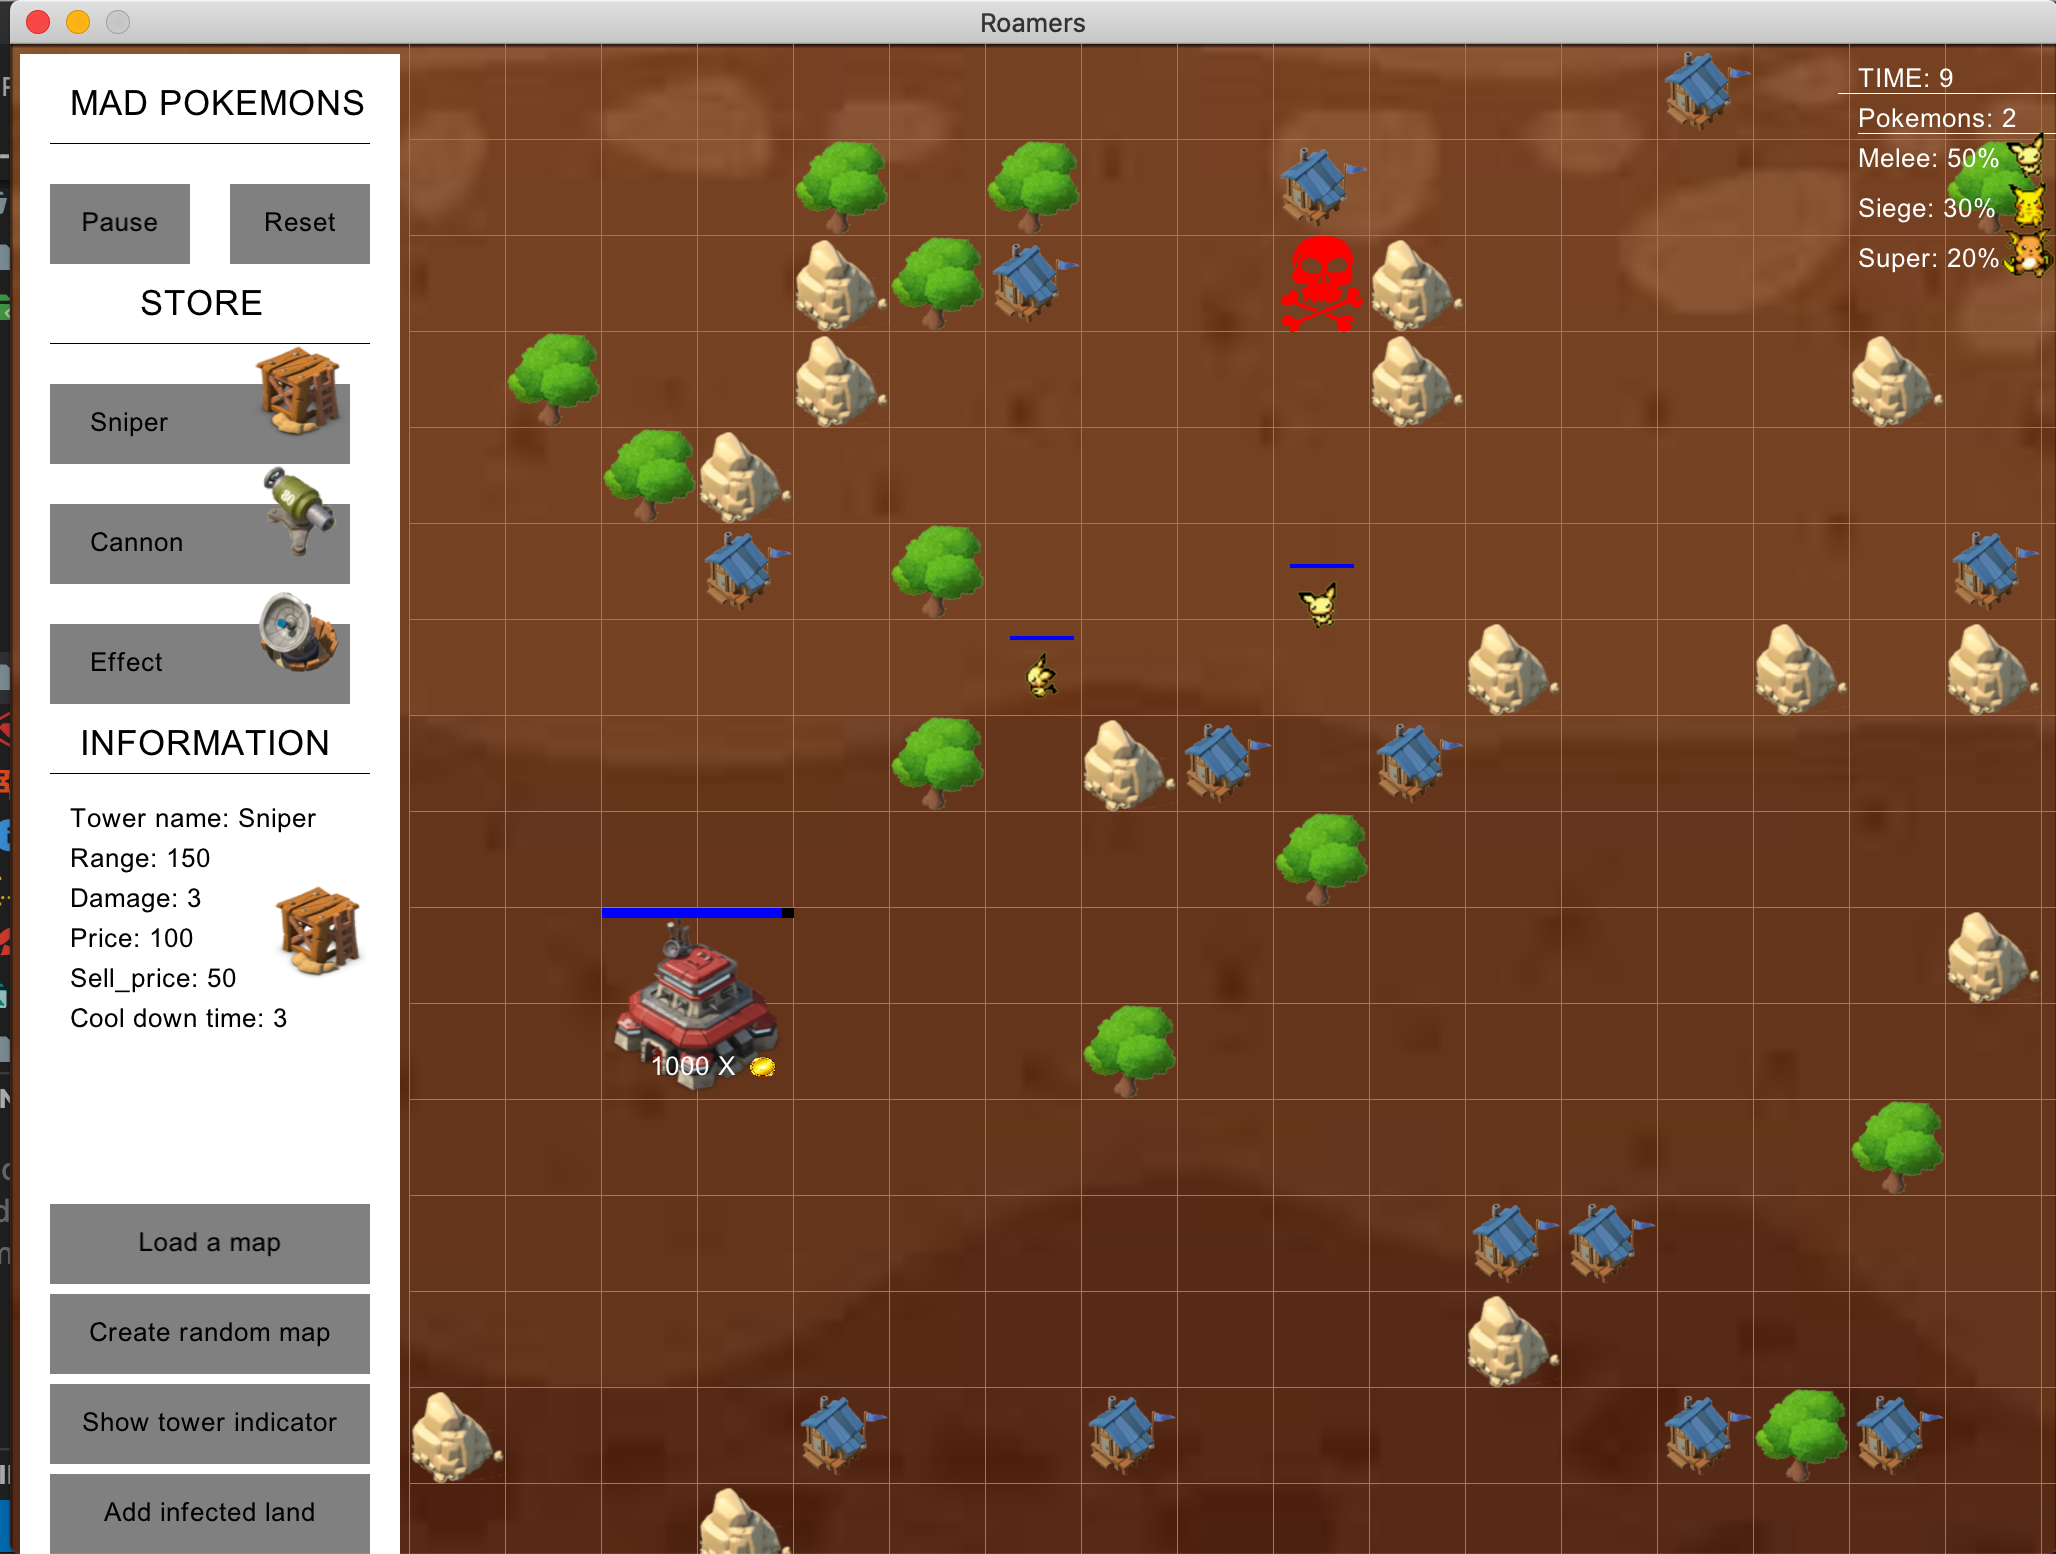 Roamers
MAD POKEMONS
Pause
Reset
STORE
Sniper
Cannon
80
Effect
INFORMATION
Tower name: Sniper
Range: 150
Damage: 3
Price: 100
Sell_price: 50
Cool down time: 3
Load a map
Create random map
Show tower indicator
Add infected land
TIME: 9
Pokemons: 2
Melee: 50%
Siege: 30%
Super: 20%
1000 X